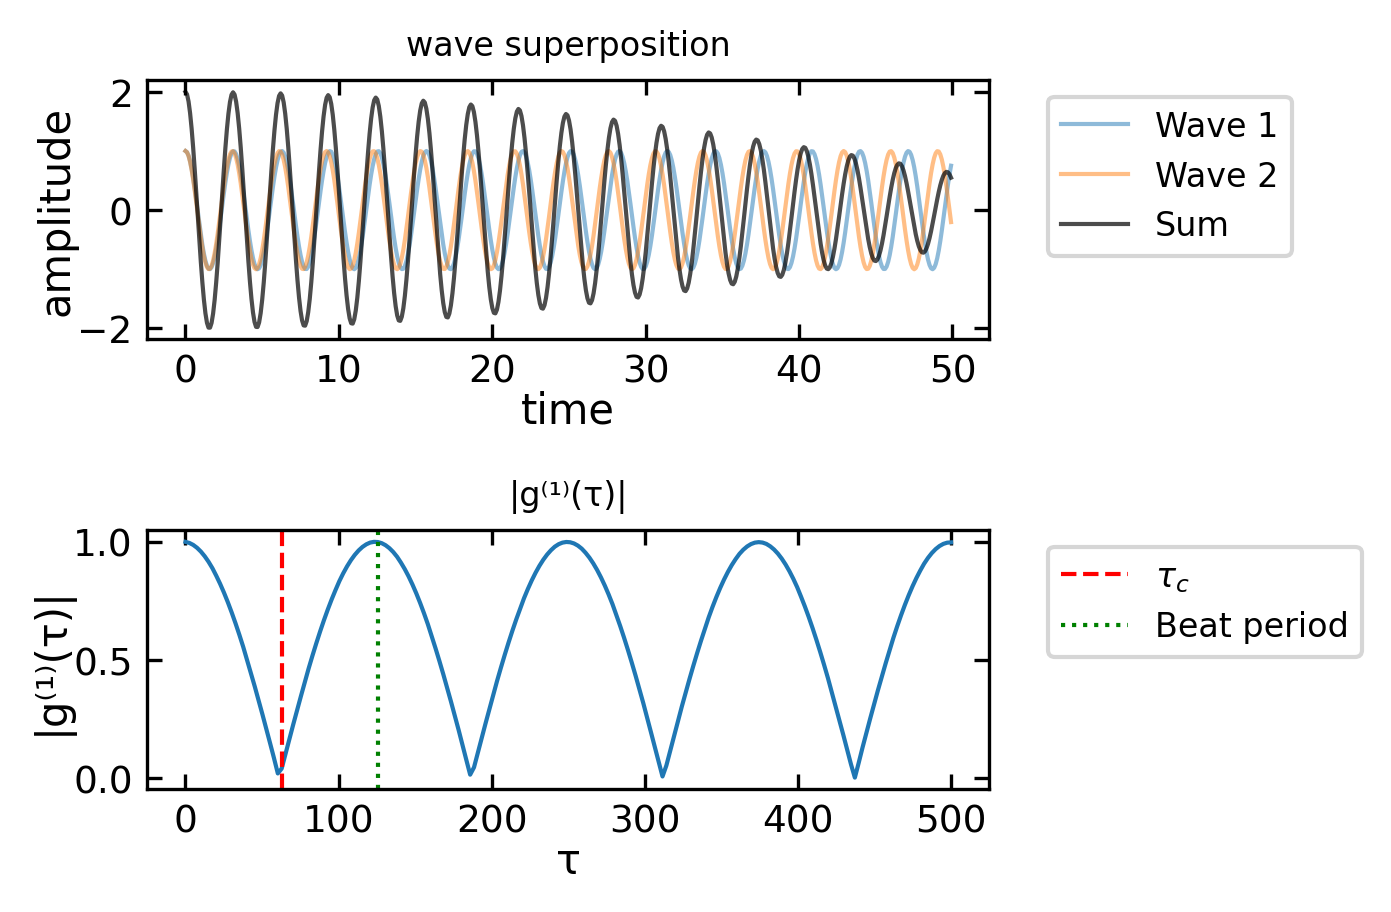 wave superposition
amplitude
2
0
−2
0 10 20 30 40 50
time
Wave 1
Wave 2
Sum
|g⁽¹⁾(τ)|
|g⁽¹⁾(τ)|
1.0
0.5
0.0
0 100 200 300 400 500
τ
τc
Beat period